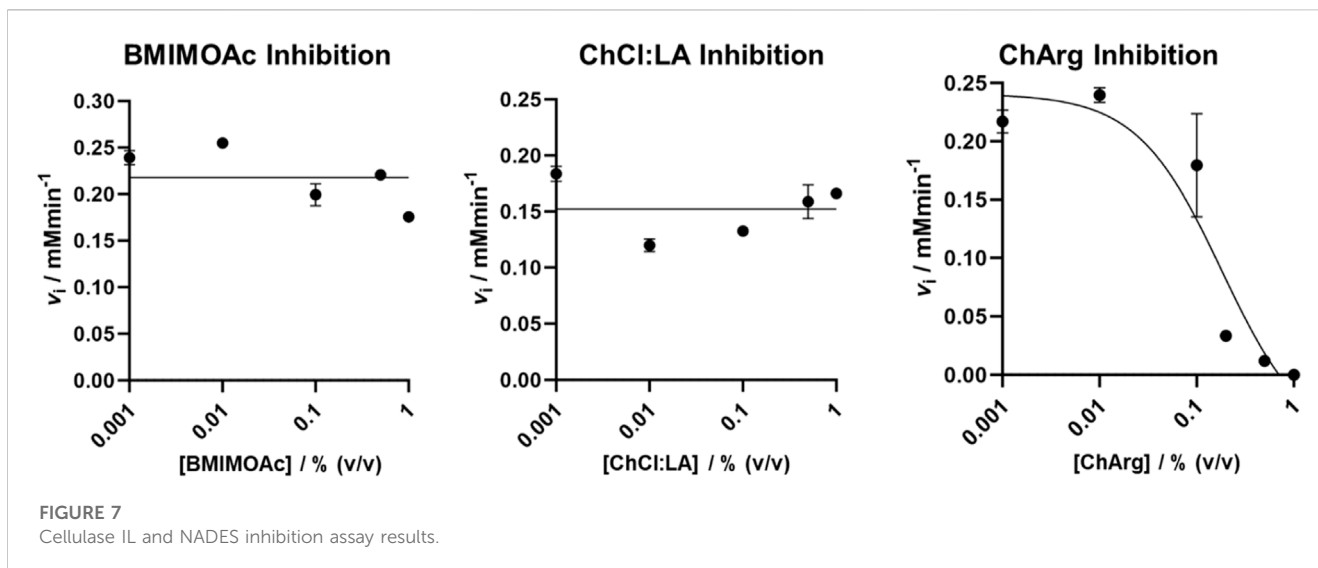 BMIMOAc Inhibition
0.30
0.25
0.20
0.15
0.10
0.05
0.00
vi / mMmin-1
0.001
0.01
0.1
1
[BMIMOAc] / % (v/v)
ChCl:LA Inhibition
0.25
0.20
0.15
0.10
0.05
0.00
vi / mMmin-1
0.001
0.01
0.1
1
[ChCl:LA] / % (v/v)
ChArg Inhibition
0.25
0.20
0.15
0.10
0.05
0.00
vi / mMmin-1
0.001
0.01
0.1
1
[ChArg] / % (v/v)
FIGURE 7
Cellulase IL and NADES inhibition assay results.